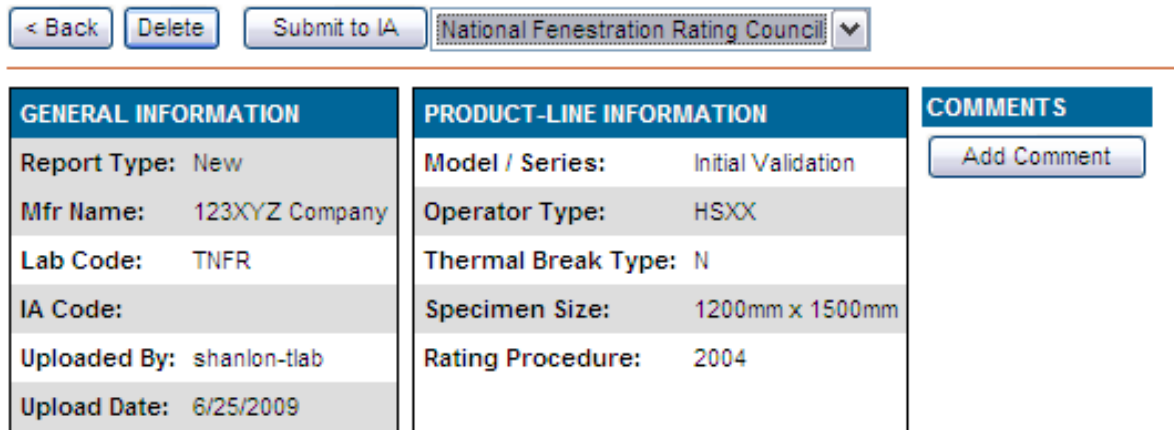 < Back Delete Submit to IA National Fenestration Rating Council
GENERAL INFORMATION
Report Type: New
Mfr Name: 123XYZ Company
Lab Code: TNFR
IA Code:
Uploaded By: shanlon-tlab
Upload Date: 6/25/2009
PRODUCT-LINE INFORMATION
Model / Series: Initial Validation
Operator Type: HSXX
Thermal Break Type: N
Specimen Size: 1200mm x 1500mm
Rating Procedure: 2004
COMMENTS
Add Comment